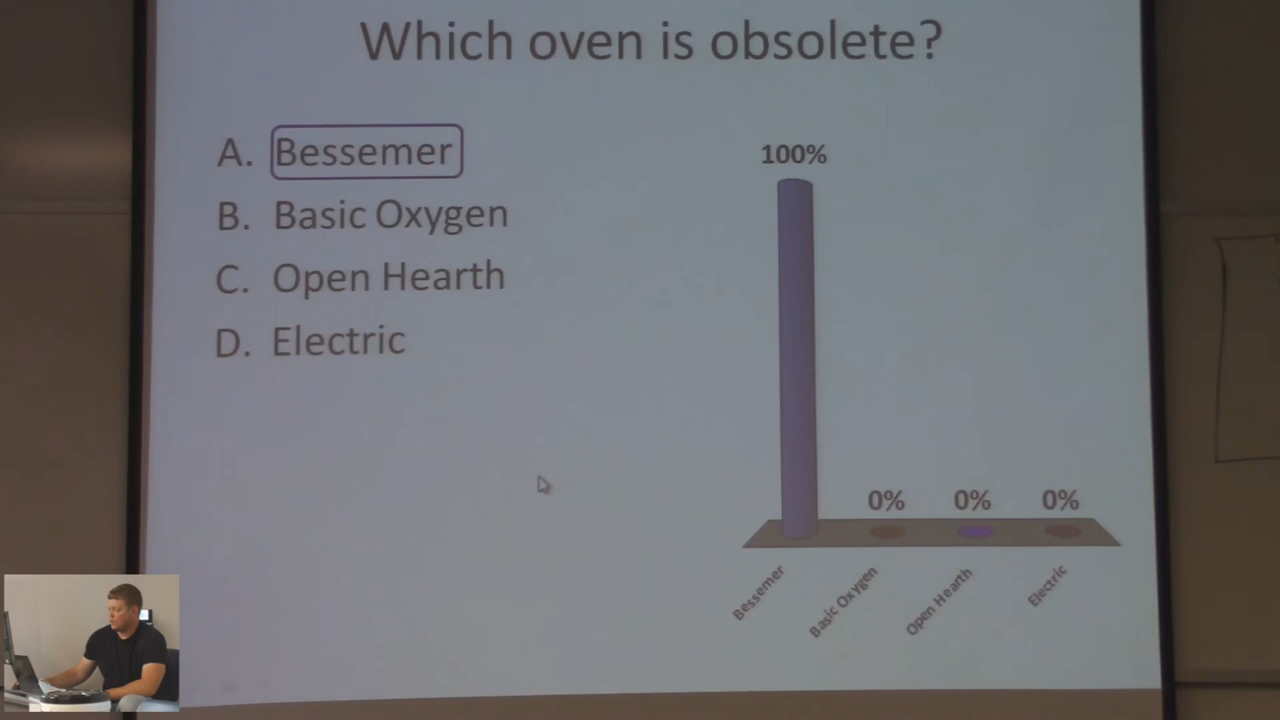 Which oven is obsolete?
A. Bessemer
B. Basic Oxygen
C. Open Hearth
D. Electric
100%
0% 0% 0%
Bessemer
Basic Oxygen
Open Hearth
Electric